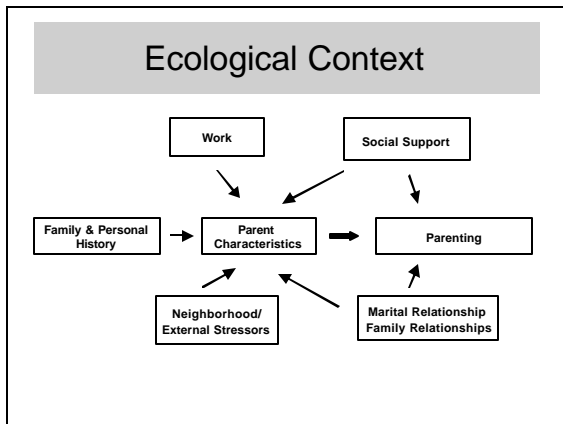 Ecological Context
Work
Social Support
Family & Personal
History
Parent
Characteristics
Parenting
Neighborhood/
External Stressors
Marital Relationship
Family Relationships